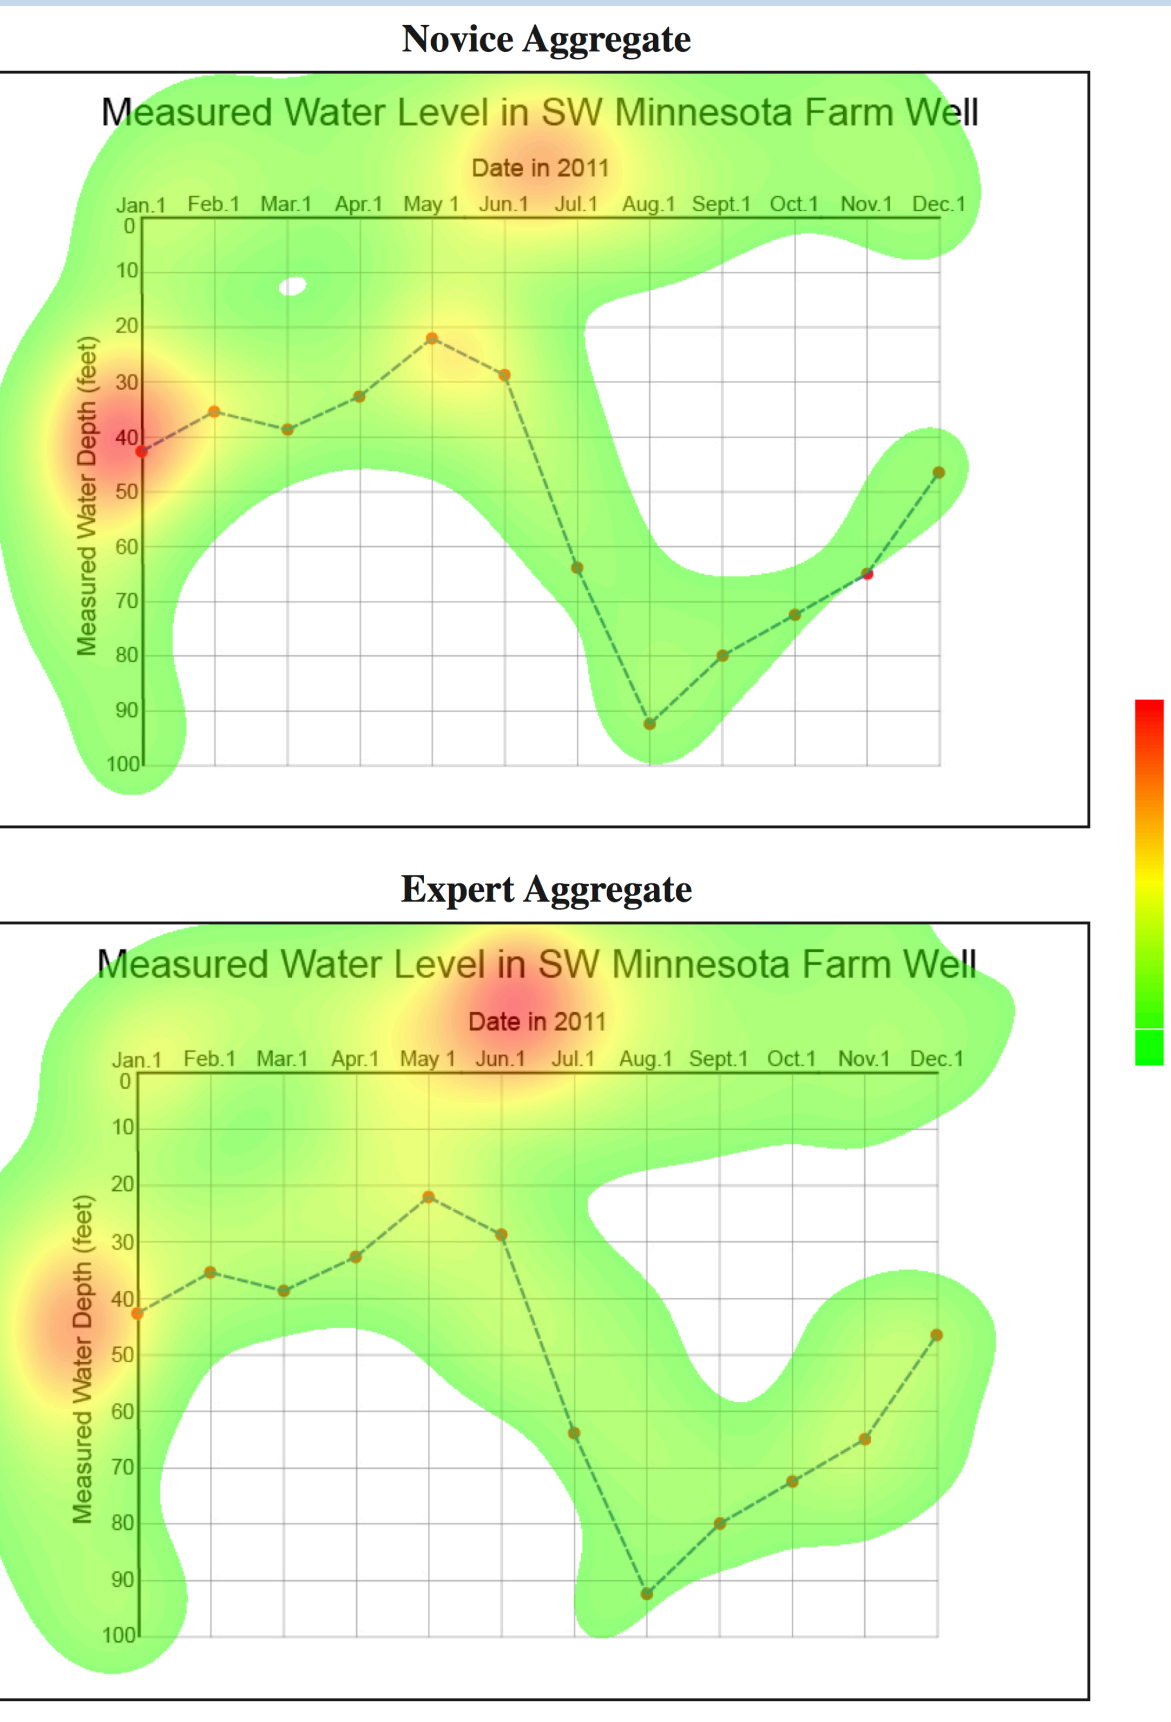 Novice Aggregate
Measured Water Level in SW Minnesota Farm Well
Date in 2011
Jan.1 Feb.1 Mar.1 Apr.1 May 1 Jun.1 Jul.1 Aug.1 Sept.1 Oct.1 Nov.1 Dec.1
0
10
20
30
40
50
60
70
80
90
100
Measured Water Depth (feet)
Expert Aggregate
Measured Water Level in SW Minnesota Farm Well
Date in 2011
Jan.1 Feb.1 Mar.1 Apr.1 May 1 Jun.1 Jul.1 Aug.1 Sept.1 Oct.1 Nov.1 Dec.1
0
10
20
30
40
50
60
70
80
90
100
Measured Water Depth (feet)